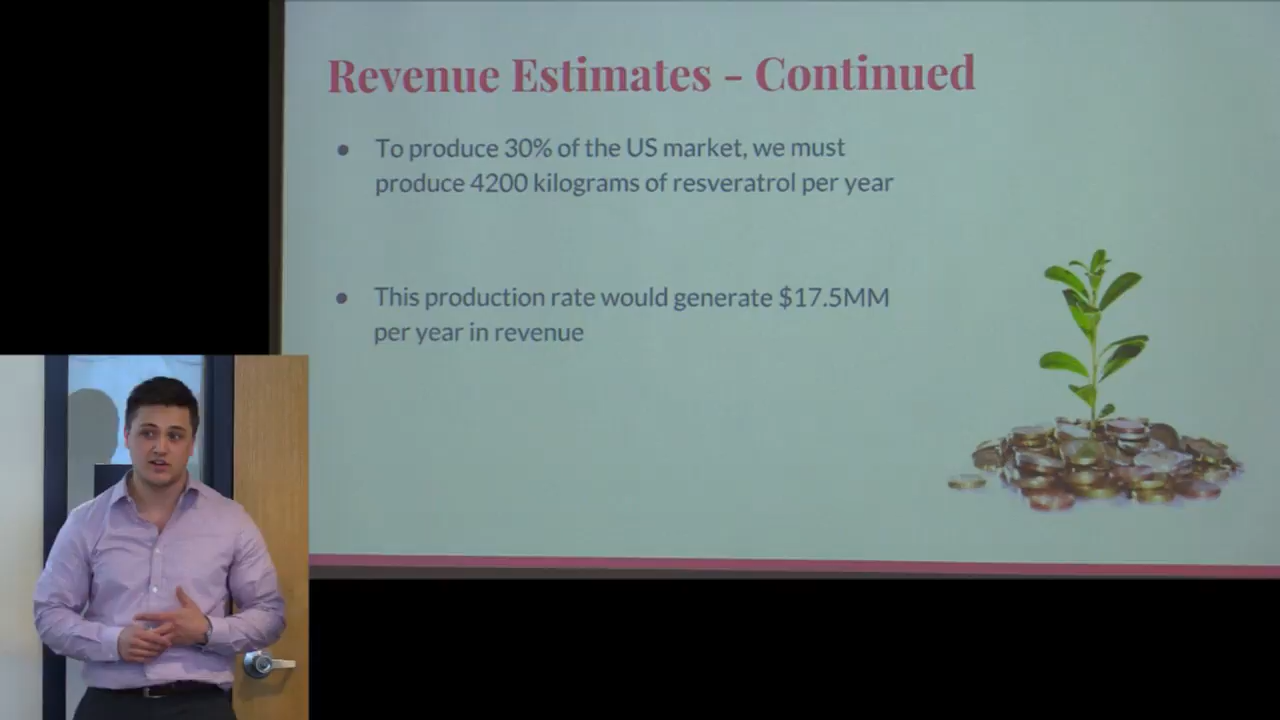 Revenue Estimates - Continued
● To produce 30% of the US market, we must
produce 4200 kilograms of resveratrol per year
● This production rate would generate $17.5MM
per year in revenue